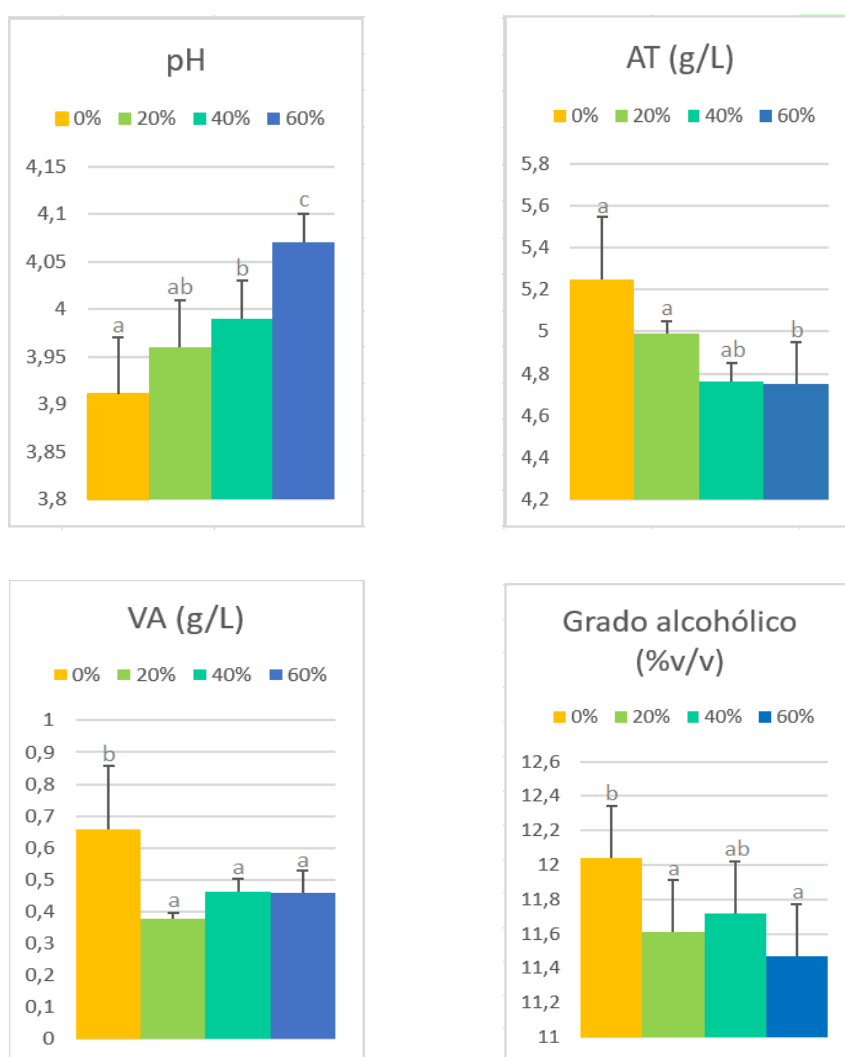 pH
0% 20% 40% 60%
4,15
4,1
4,05
4
3,95
3,9
3,85
3,8
a
ab
b
c
AT (g/L)
0% 20% 40% 60%
5,8
5,6
5,4
5,2
5
4,8
4,6
4,4
4,2
a
a
ab
b
VA (g/L)
0% 20% 40% 60%
1
0,9
0,8
0,7
0,6
0,5
0,4
0,3
0,2
0,1
0
b
a
a
a
Grado alcohólico
(%v/v)
0% 20% 40% 60%
12,6
12,4
12,2
12
11,8
11,6
11,4
11,2
11
b
a
ab
a